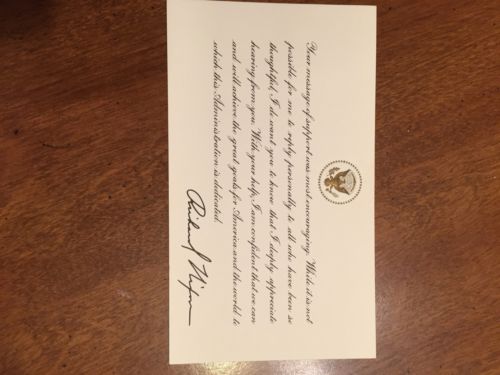 Your message of support was most encouraging. While it is not
possible for me to reply personally to all who have been so
thoughtful, I do want you to know that I deeply appreciate
hearing from you. With your help, I am confident that we can
and will achieve the great goals for America and the world to
which this Administration is dedicated.
Richard Nixon